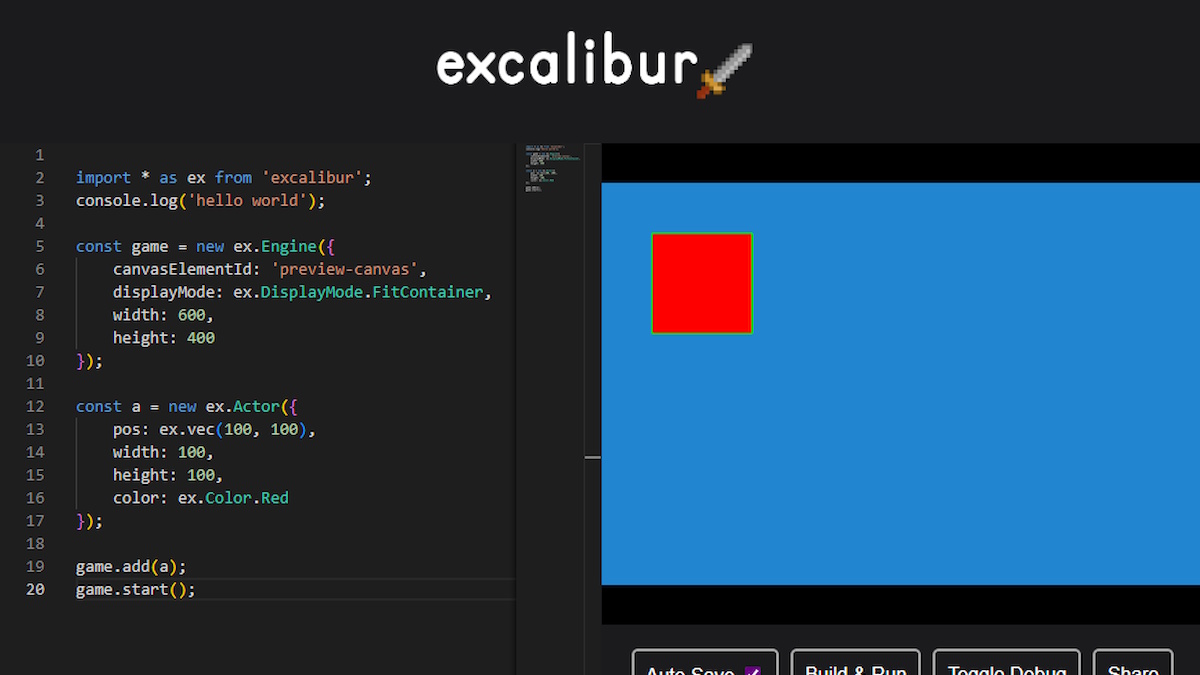 excalibur
1
2 import * as ex from 'excalibur';
3 console.log('hello world');
4
5 const game = new ex.Engine({
6 canvasElementId: 'preview-canvas',
7 displayMode: ex.DisplayMode.FitContainer,
8 width: 600,
9 height: 400
10 });
11
12 const a = new ex.Actor({
13 pos: ex.vec(100, 100),
14 width: 100,
15 height: 100,
16 color: ex.Color.Red
17 });
18
19 game.add(a);
20 game.start();
Auto Save Build & Run Toggle Debug Share